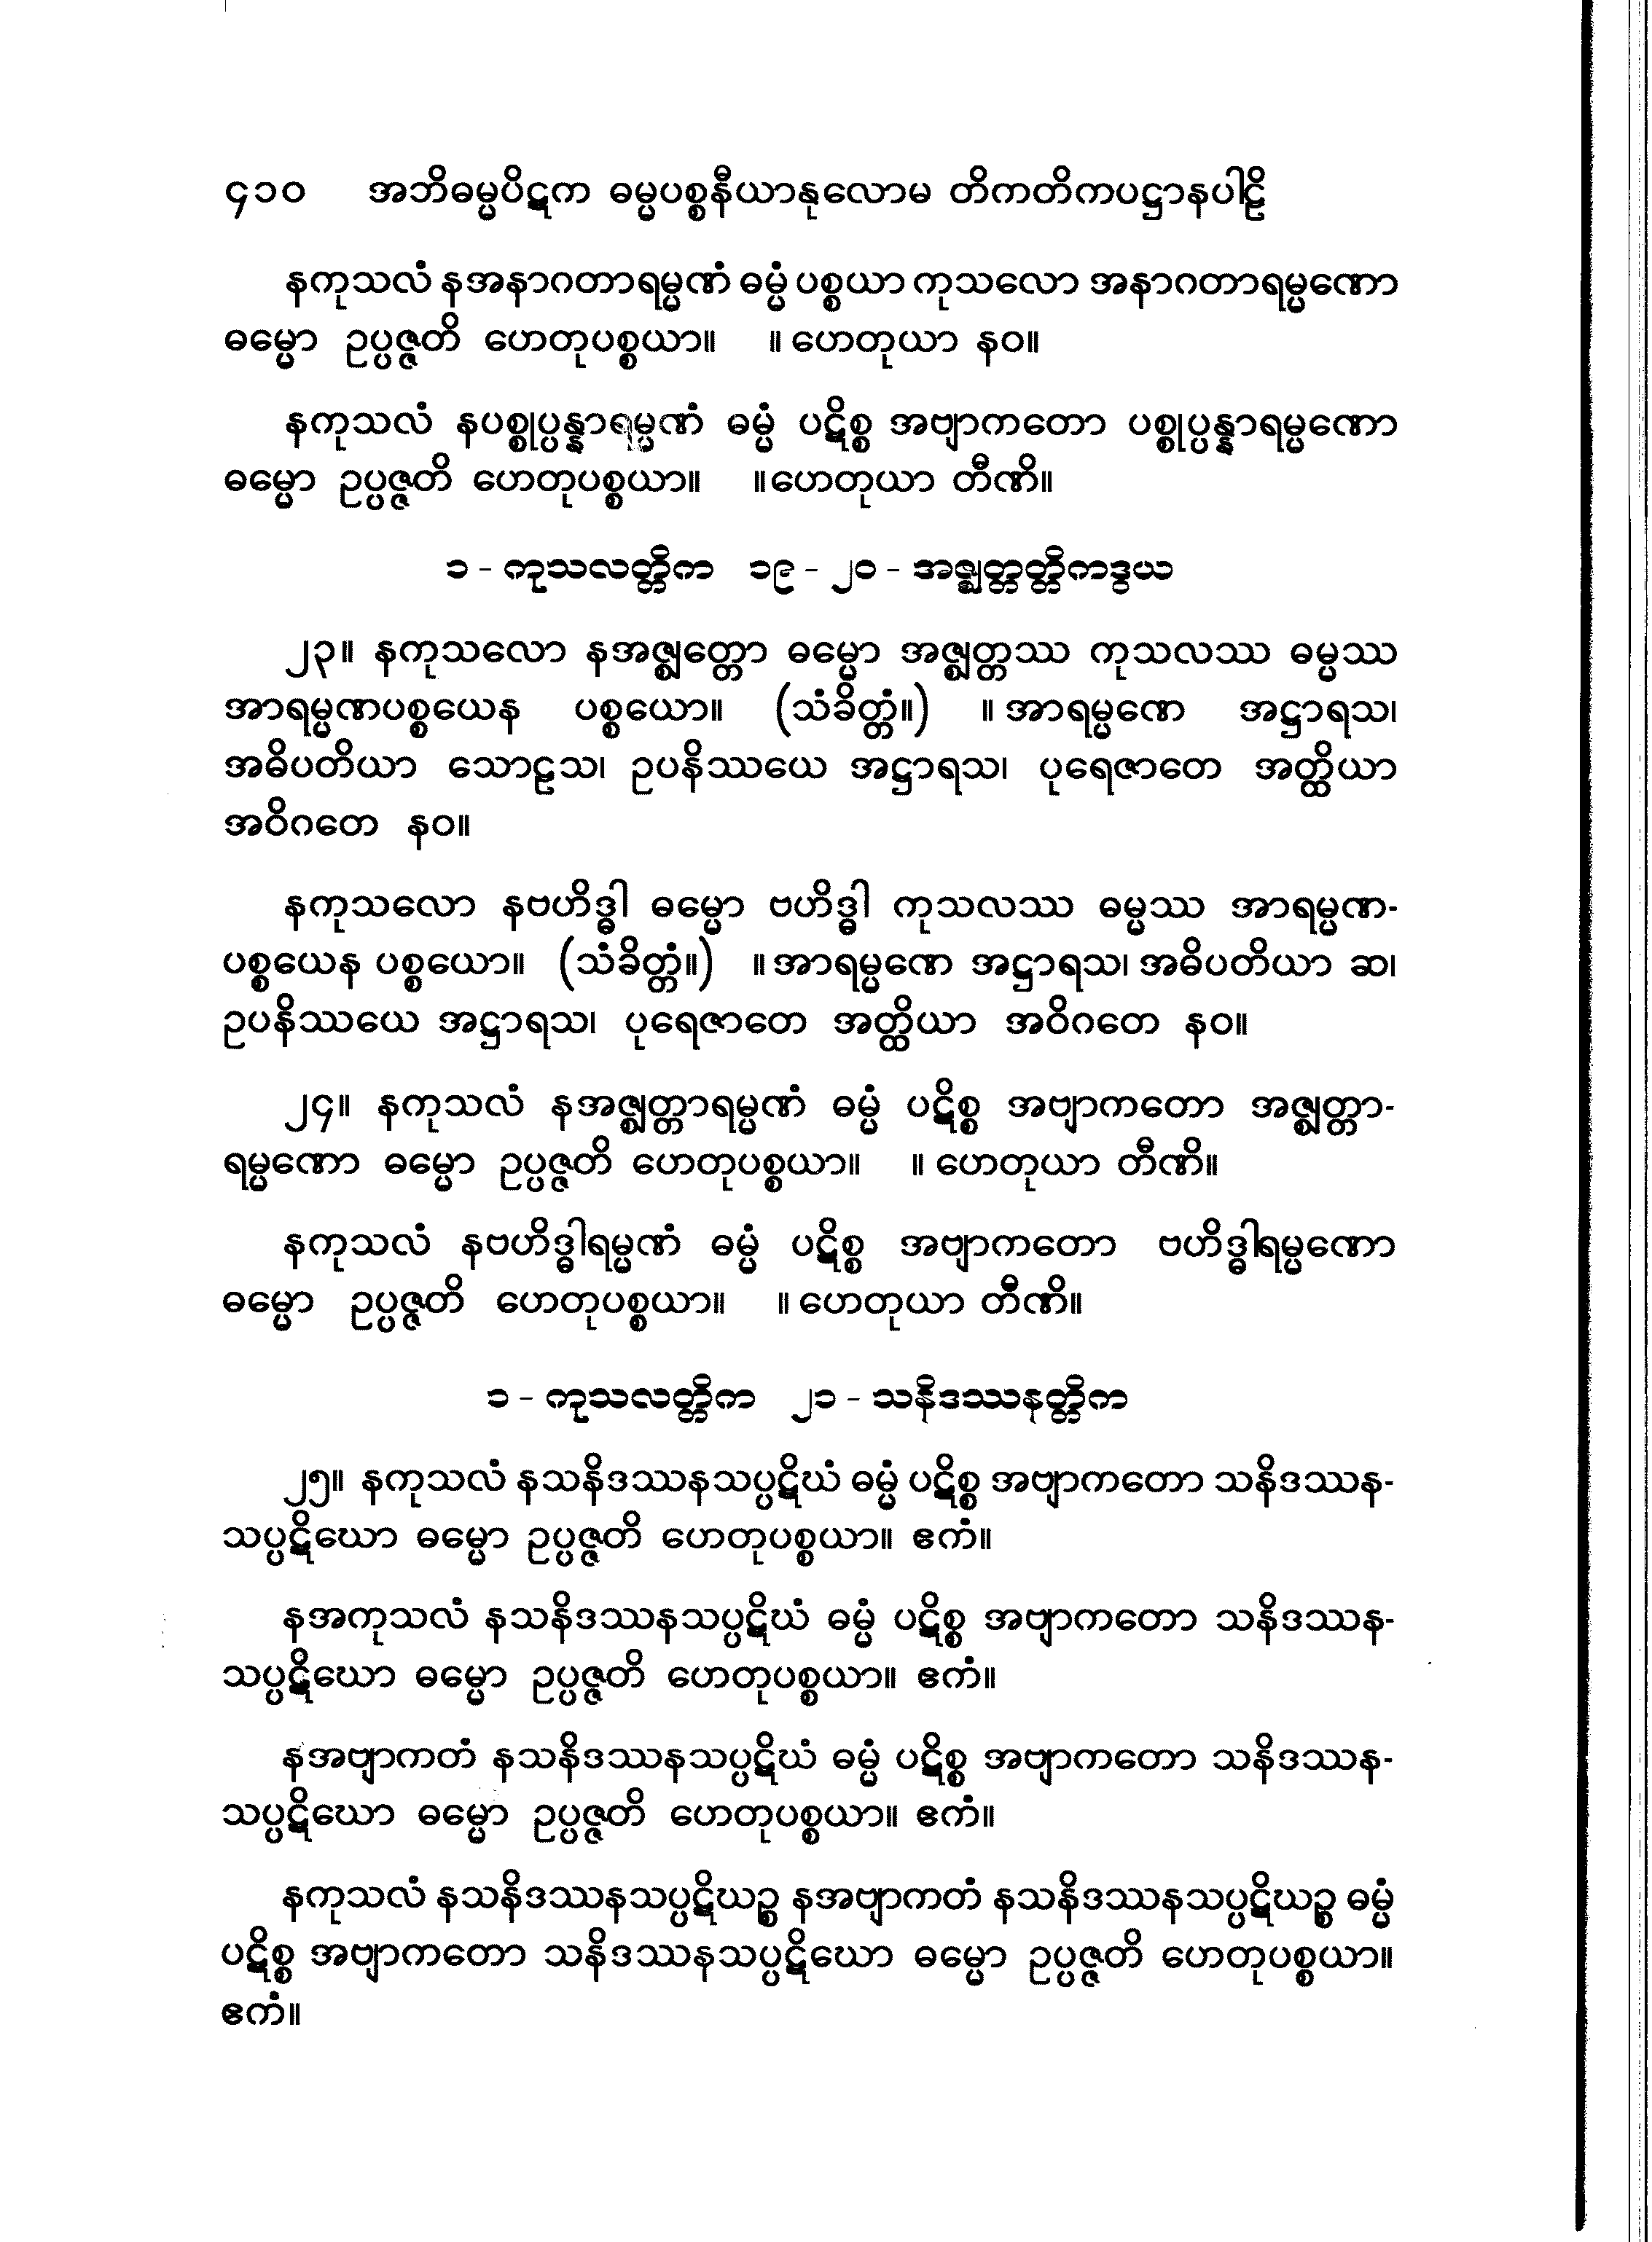 ၄၁၀ အဘိဓမ္မပိဋက ဓမ္မပစ္စနီယာနုလောမ တိကတိကပဋ္ဌာနပါဠိ
နကုသလံ နအနာဂတာရမ္မဏံ ဓမ္မံ ပစ္စယာ ကုသလော အနာဂတာရမ္မဏော
ဓမ္မော ဥပ္ပဇ္ဇတိ ဟေတုပစ္စယာ။ ။ ဟေတုယာ နဝ။
နကုသလံ နပစ္စုပ္ပန္နာရမ္မဏံ ဓမ္မံ ပဋိစ္စ အဗျာကတော ပစ္စုပ္ပန္နာရမ္မဏော
ဓမ္မော ဥပ္ပဇ္ဇတိ ဟေတုပစ္စယာ။ ။ဟေတုယာ တီဏိ။
၁ - ကုသလတ္တိက ၁၉ - ၂၀ - အဇ္ဈတ္တတ္တိကဒွယ
၂၃။ နကုသလော နအဇ္ဈတ္တော ဓမ္မော အဇ္ဈတ္တဿ ကုသလဿ ဓမ္မဿ
အာရမ္မဏပစ္စယေန ပစ္စယော။ (သံခိတ္တံ။) ။ အာရမ္မဏေ အဋ္ဌာရသ၊
အဓိပတိယာ သောဠသ၊ ဥပနိဿယေ အဋ္ဌာရသ၊ ပုရေဇာတေ အတ္ထိယာ
အဝိဂတေ နဝ။
နကုသလော နဗဟိဒ္ဓါ ဓမ္မော ဗဟိဒ္ဓါ ကုသလဿ ဓမ္မဿ အာရမ္မဏ-
ပစ္စယေန ပစ္စယော။ (သံခိတ္တံ။) ။ အာရမ္မဏေ အဋ္ဌာရသ၊ အဓိပတိယာ ဆ၊
ဥပနိဿယေ အဋ္ဌာရသ၊ ပုရေဇာတေ အတ္ထိယာ အဝိဂတေ နဝ။
၂၄။ နကုသလံ နအဇ္ဈတ္တာရမ္မဏံ ဓမ္မံ ပဋိစ္စ အဗျာကတော အဇ္ဈတ္တာ-
ရမ္မဏော ဓမ္မော ဥပ္ပဇ္ဇတိ ဟေတုပစ္စယာ။ ။ ဟေတုယာ တီဏိ။
နကုသလံ နဗဟိဒ္ဓါရမ္မဏံ ဓမ္မံ ပဋိစ္စ အဗျာကတော ဗဟိဒ္ဓါရမ္မဏော
ဓမ္မော ဥပ္ပဇ္ဇတိ ဟေတုပစ္စယာ။ ။ ဟေတုယာ တီဏိ။
၁ - ကုသလတ္တိက ၂၁ - သနိဒဿနတ္တိက
၂၅။ နကုသလံ နသနိဒဿနသပ္ပဋိဃံ ဓမ္မံ ပဋိစ္စ အဗျာကတော သနိဒဿန-
သပ္ပဋိဃော ဓမ္မော ဥပ္ပဇ္ဇတိ ဟေတုပစ္စယာ။ ဧကံ။
နအကုသလံ နသနိဒဿနသပ္ပဋိဃံ ဓမ္မံ ပဋိစ္စ အဗျာကတော သနိဒဿန-
သပ္ပဋိဃော ဓမ္မော ဥပ္ပဇ္ဇတိ ဟေတုပစ္စယာ။ ဧကံ။
နအဗျာကတံ နသနိဒဿနသပ္ပဋိဃံ ဓမ္မံ ပဋိစ္စ အဗျာကတော သနိဒဿန-
သပ္ပဋိဃော ဓမ္မော ဥပ္ပဇ္ဇတိ ဟေတုပစ္စယာ။ ဧကံ။
နကုသလံ နသနိဒဿနသပ္ပဋိဃဉ္စ နအဗျာကတံ နသနိဒဿနသပ္ပဋိဃဉ္စ ဓမ္မံ
ပဋိစ္စ အဗျာကတော သနိဒဿနသပ္ပဋိဃော ဓမ္မော ဥပ္ပဇ္ဇတိ ဟေတုပစ္စယာ။
ဧကံ။